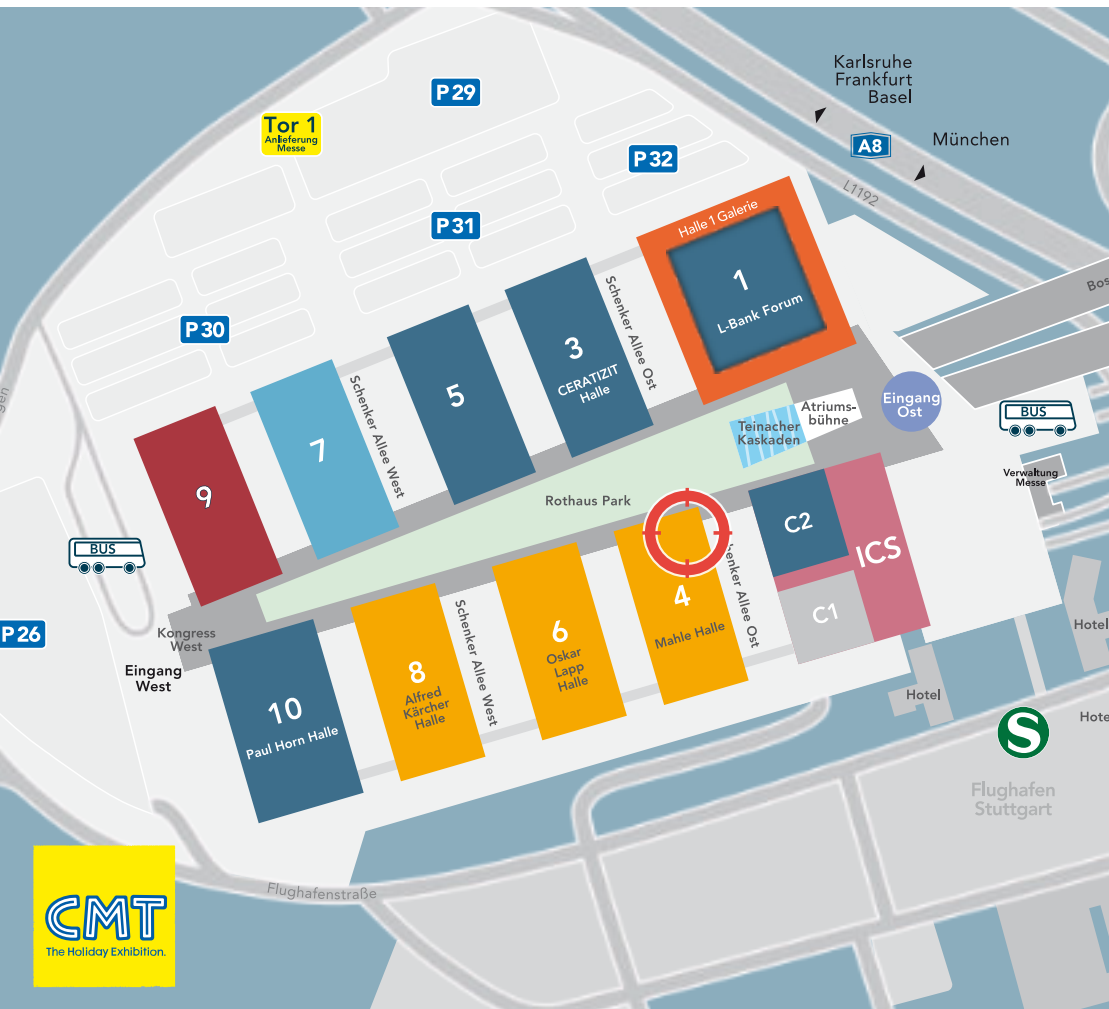 Karlsruhe
Frankfurt
Basel
A8
München
L1192
P29
Tor 1
Anlieferung
Messe
P32
P31
P30
Halle 1 Galerie
1
L-Bank Forum
Schenker Allee Ost
3
CERATIZIT
Halle
5
Schenker Allee West
7
9
BUS
P26
Kongress
West
Eingang
West
Rothaus Park
Teinacher
Kaskaden
Atriums-
bühne
Eingang
Ost
BUS
Verwaltung
Messe
C2
ICS
C1
4
Mahle Halle
Allee Ost
6
Oskar
Lapp
Halle
Schenker Allee West
8
Alfred
Kärcher
Halle
10
Paul Horn Halle
Hotel
Hotel
S
Flughafen
Stuttgart
Flughafenstraße
CMT
The Holiday Exhibition.